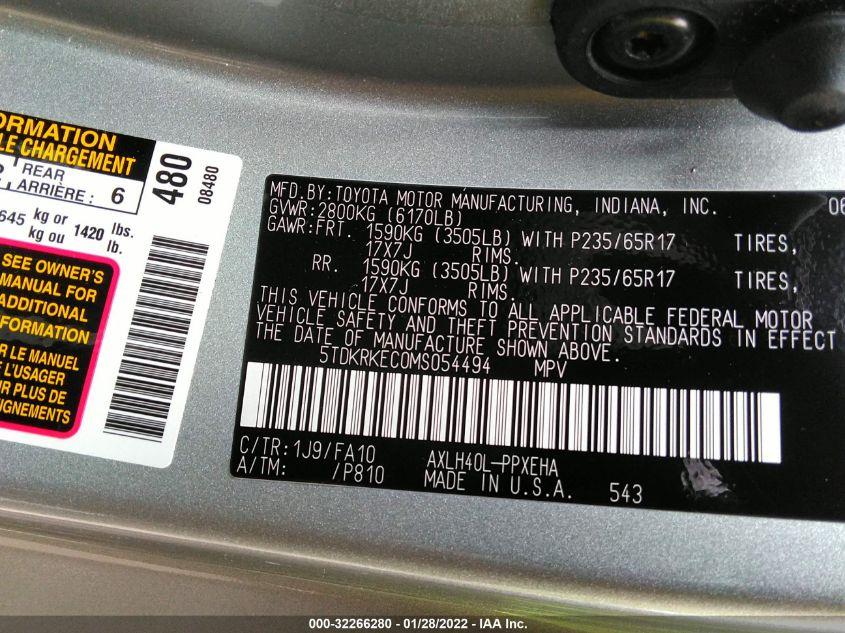 ORMATION
LE CHARGEMENT
REAR
ARRIÈRE: 6
645 kg or 1420 lbs.
kg ou lb.
480
08480
SEE OWNER'S
MANUAL FOR
ADDITIONAL
INFORMATION
R LE MANUEL
L'USAGER
R PLUS DE
IGNEMENTS
MFD.BY:TOYOTA MOTOR MANUFACTURING, INDIANA, INC. 06
GVWR:2800KG (6170LB)
GAWR:FRT. 1590KG (3505LB) WITH P235/65R17 TIRES,
17X7J RIMS.
RR. 1590KG (3505LB) WITH P235/65R17 TIRES,
17X7J RIMS.
THIS VEHICLE CONFORMS TO ALL APPLICABLE FEDERAL MOTOR
VEHICLE SAFETY AND THEFT PREVENTION STANDARDS IN EFFECT
THE DATE OF MANUFACTURE SHOWN ABOVE.
5TDKRKEC0MS054494 MPV
C/TR:1J9/FA10 AXLH40L-PPXEHA
A/TM: /P810 MADE IN U.S.A. 543
000-32266280 - 01/28/2022 - IAA Inc.